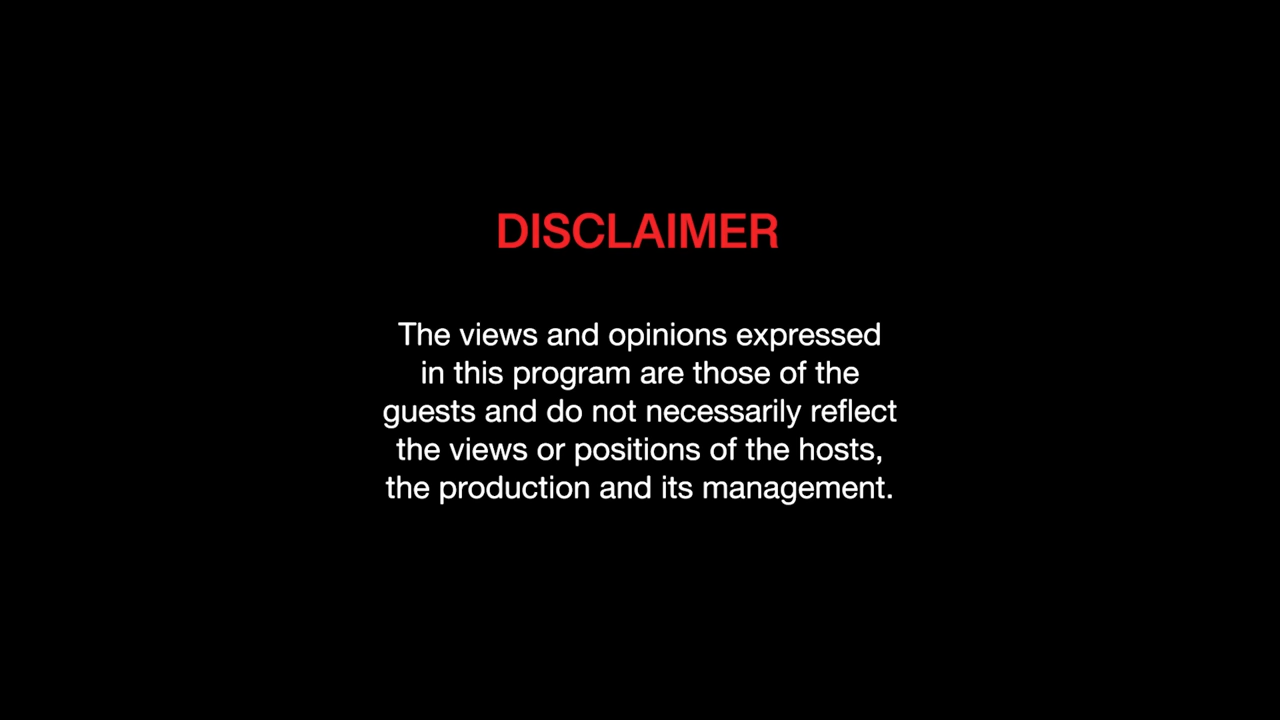 DISCLAIMER
The views and opinions expressed
in this program are those of the
guests and do not necessarily reflect
the views or positions of the hosts,
the production and its management.